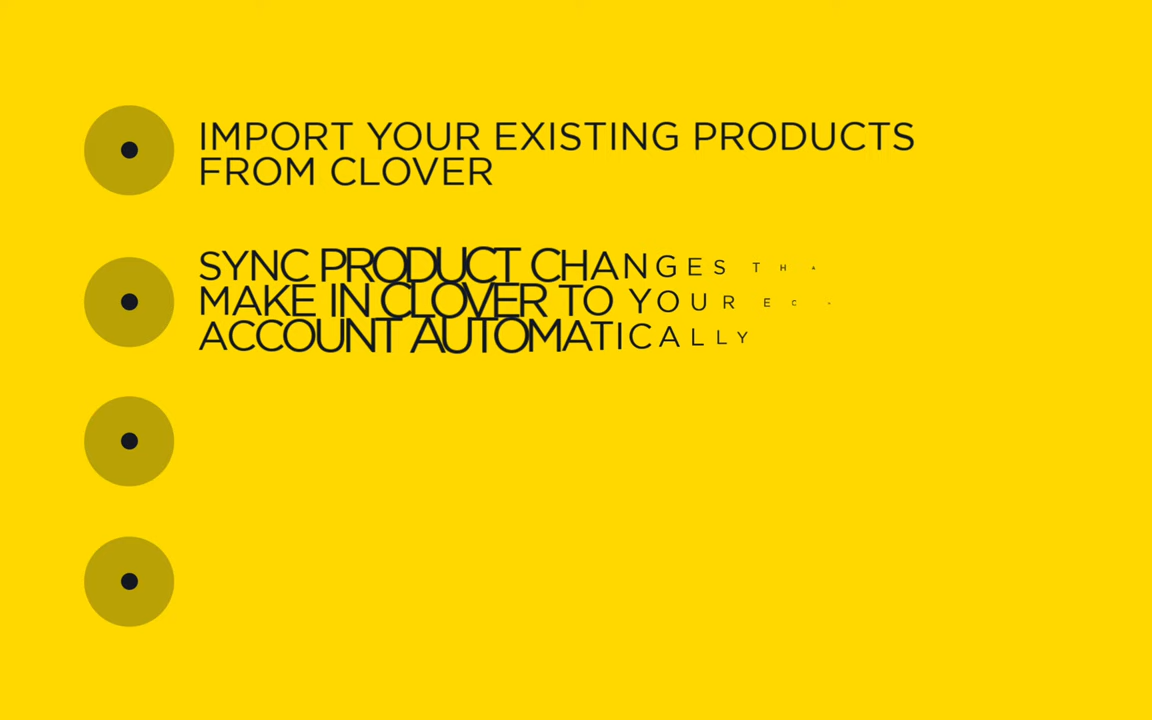 IMPORT YOUR EXISTING PRODUCTS
FROM CLOVER
SYNC PRODUCT CHANGES
MAKE IN CLOVER TO YOUR
ACCOUNT AUTOMATICALLY